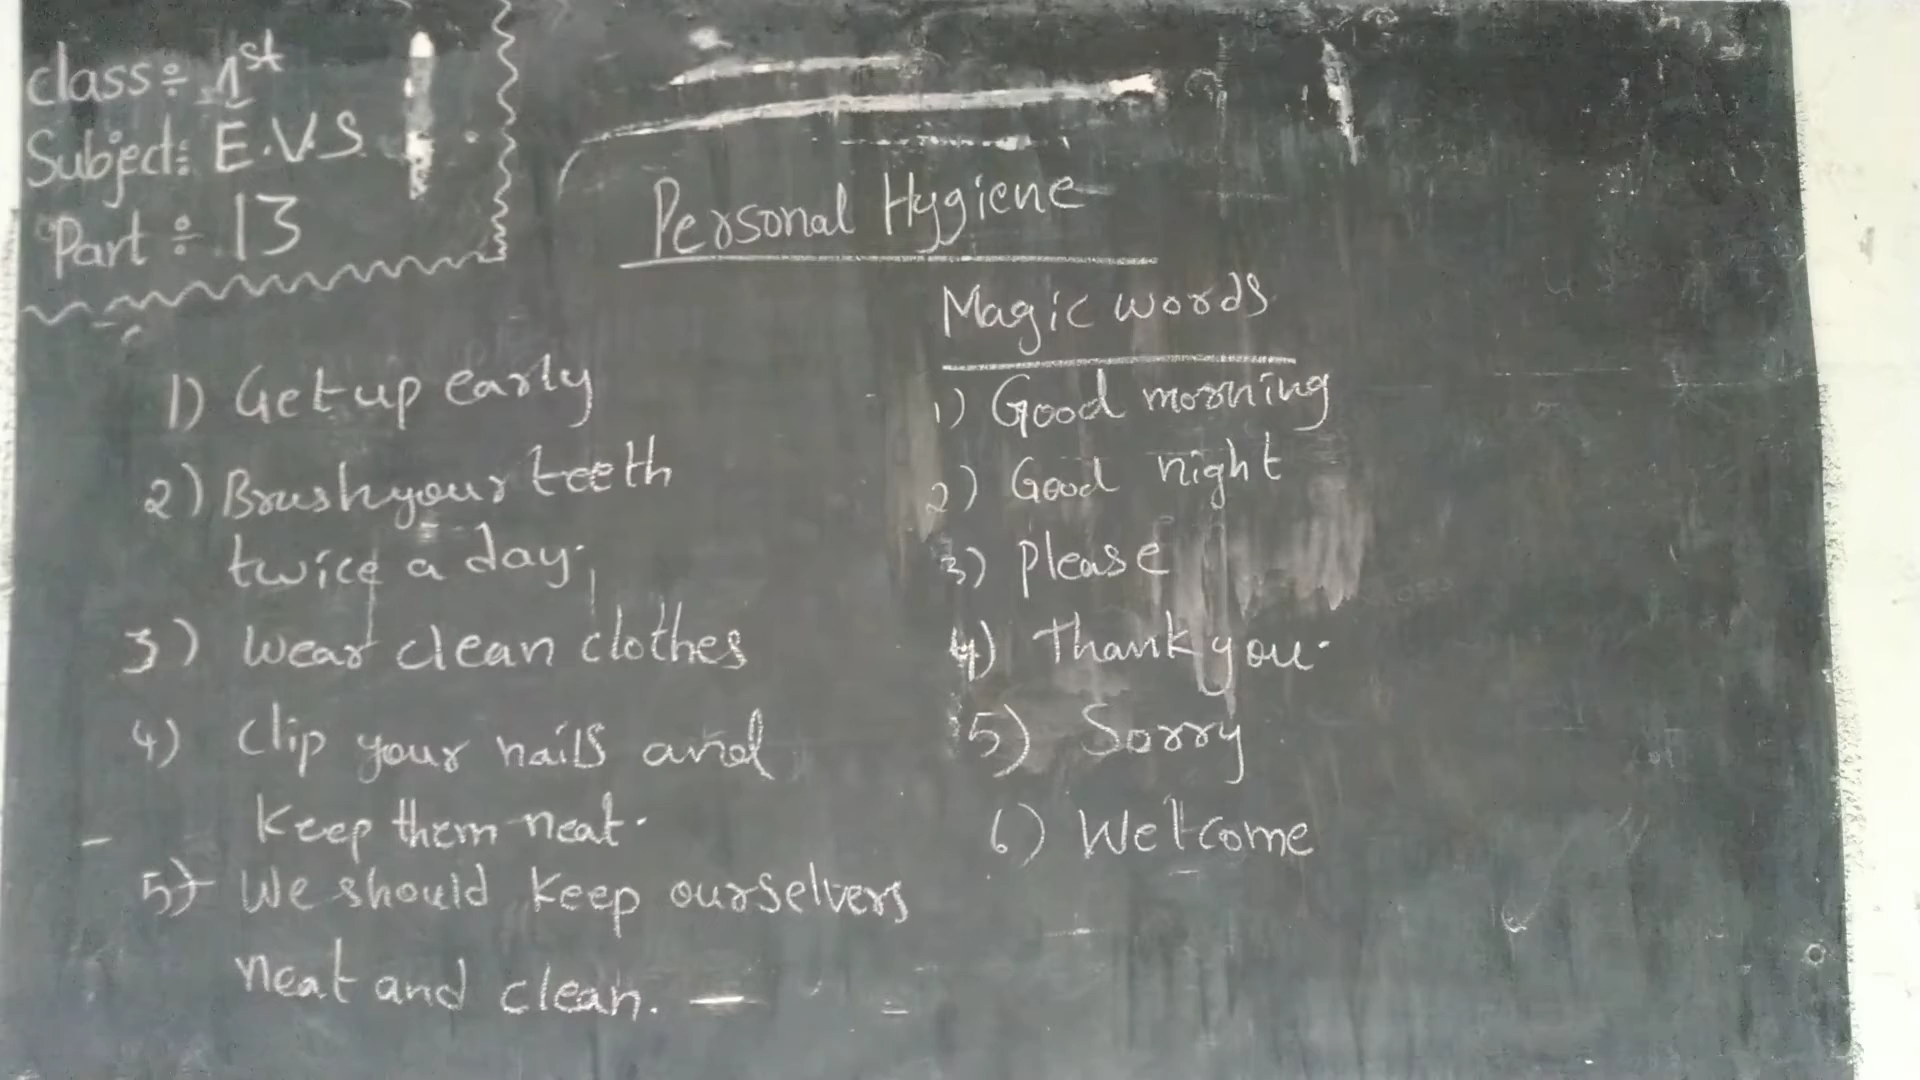 class÷ 1st
Subject: E.V.S
Part ÷ 13
Personal Hygiene
1) Get up early
2) Brush your teeth
twice a day.
3) Wear clean clothes
4) Clip your nails and
Keep them neat.
5) We should Keep ourselvers
neat and clean.
Magic words
1) Good morning
2) Good night
3) Please
4) Thank you.
5) Sorry
6) Welcome